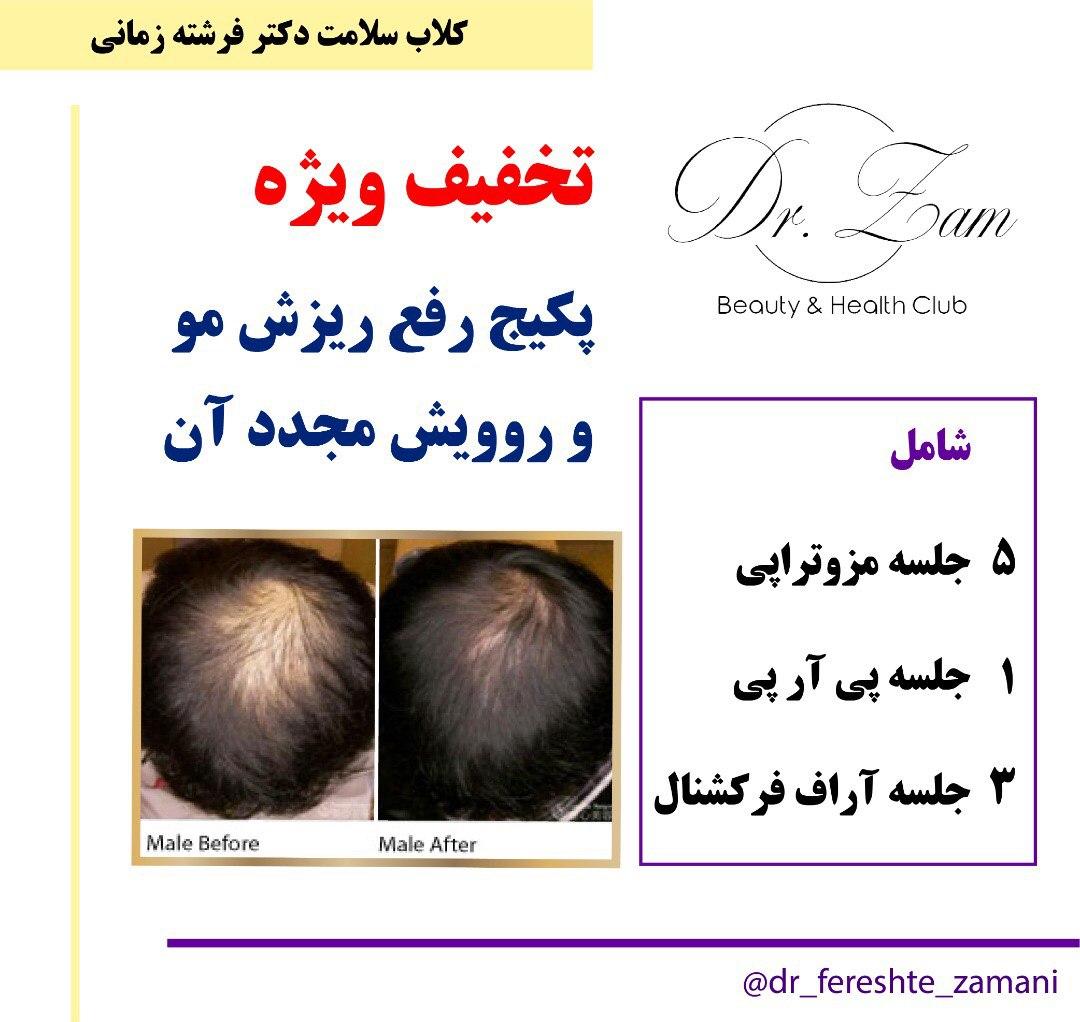 کلاب سلامت دکتر فرشته زمانی
Dr. Zam
Beauty & Health Club
تخفیف ویژه
پکیج رفع ریزش مو
و روویش مجدد آن
شامل
۵ جلسه مزوتراپی
۱ جلسه پی آر پی
۳ جلسه آراف فرکشنال
Male Before
Male After
@dr_fereshte_zamani